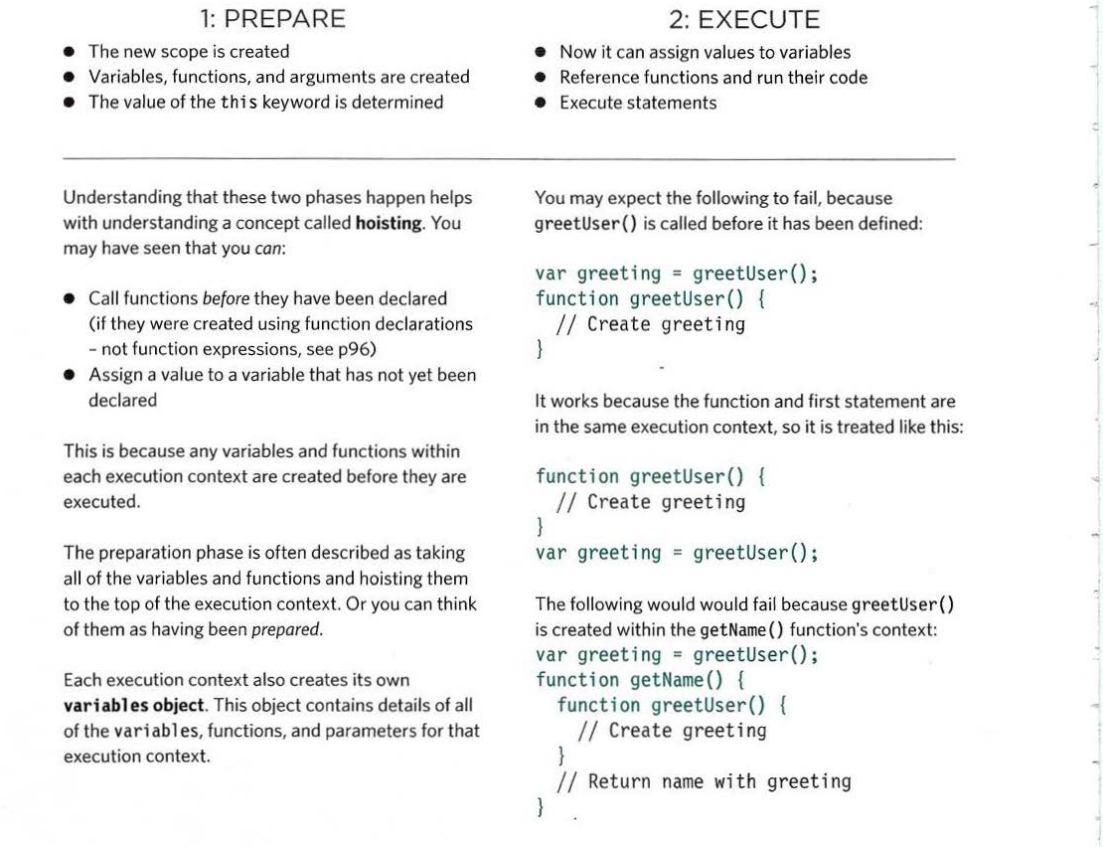 1: PREPARE
● The new scope is created
● Variables, functions, and arguments are created
● The value of the this keyword is determined
2: EXECUTE
● Now it can assign values to variables
● Reference functions and run their code
● Execute statements
Understanding that these two phases happen helps
with understanding a concept called hoisting. You
may have seen that you can:
● Call functions before they have been declared
(if they were created using function declarations
– not function expressions, see p96)
● Assign a value to a variable that has not yet been
declared
This is because any variables and functions within
each execution context are created before they are
executed.
The preparation phase is often described as taking
all of the variables and functions and hoisting them
to the top of the execution context. Or you can think
of them as having been prepared.
Each execution context also creates its own
variables object. This object contains details of all
of the variables, functions, and parameters for that
execution context.
You may expect the following to fail, because
greetUser() is called before it has been defined:
var greeting = greetUser();
function greetUser() {
// Create greeting
}
It works because the function and first statement are
in the same execution context, so it is treated like this:
function greetUser() {
// Create greeting
}
var greeting = greetUser();
The following would would fail because greetUser()
is created within the getName() function's context:
var greeting = greetUser();
function getName() {
function greetUser() {
// Create greeting
}
// Return name with greeting
}